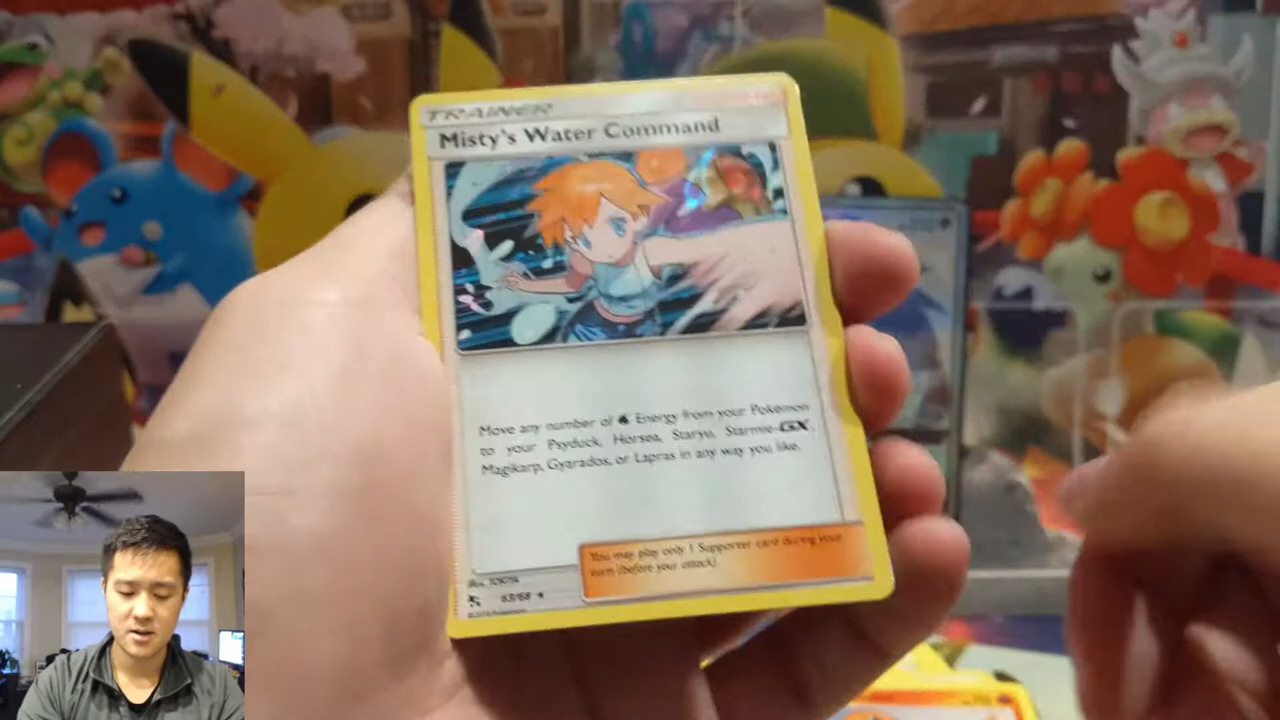 TRAINER
Misty's Water Command
Move any number of Energy from your Pokémon
to your Psyduck, Horsea, Staryu, Starmie-GX,
Magikarp, Gyarados, or Lapras in any way you like.
You may play only 1 Supporter card during your
turn (before your attack).
63/68